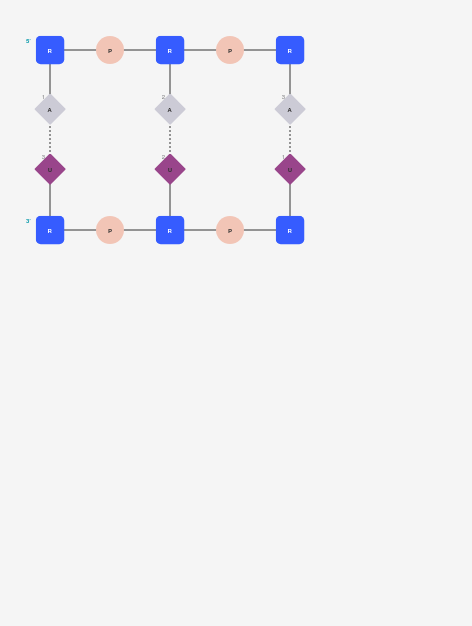 5'
R P R P R
1 2 3
A A A
3 2 1
U U U
3'
R P R P R